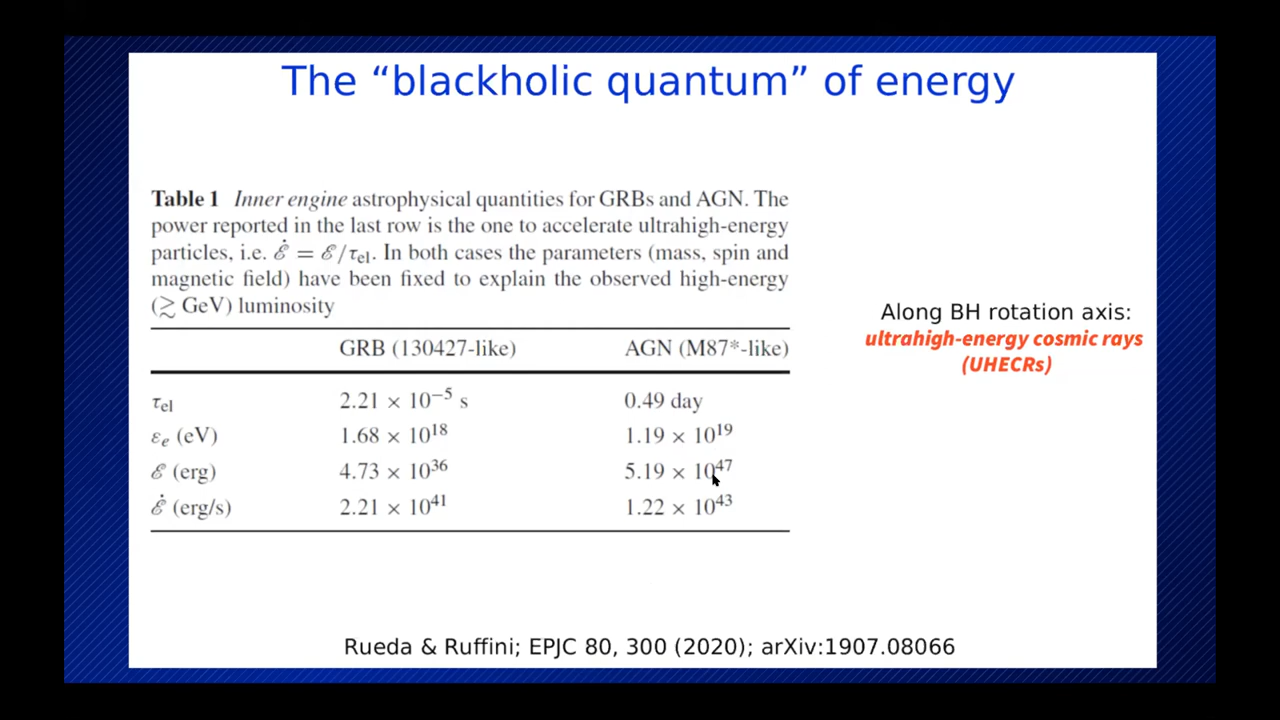 The “blackholic quantum” of energy
Table 1 Inner engine astrophysical quantities for GRBs and AGN. The
power reported in the last row is the one to accelerate ultrahigh-energy
particles, i.e. ℰ̇ = ℰ/τel. In both cases the parameters (mass, spin and
magnetic field) have been fixed to explain the observed high-energy
(≳ GeV) luminosity
GRB (130427-like) AGN (M87*-like)
τel 2.21 × 10⁻⁵ s 0.49 day
εe (eV) 1.68 × 10¹⁸ 1.19 × 10¹⁹
ℰ (erg) 4.73 × 10³⁶ 5.19 × 10⁴⁷
ℰ̇ (erg/s) 2.21 × 10⁴¹ 1.22 × 10⁴³
Along BH rotation axis:
ultrahigh-energy cosmic rays
(UHECRs)
Rueda & Ruffini; EPJC 80, 300 (2020); arXiv:1907.08066